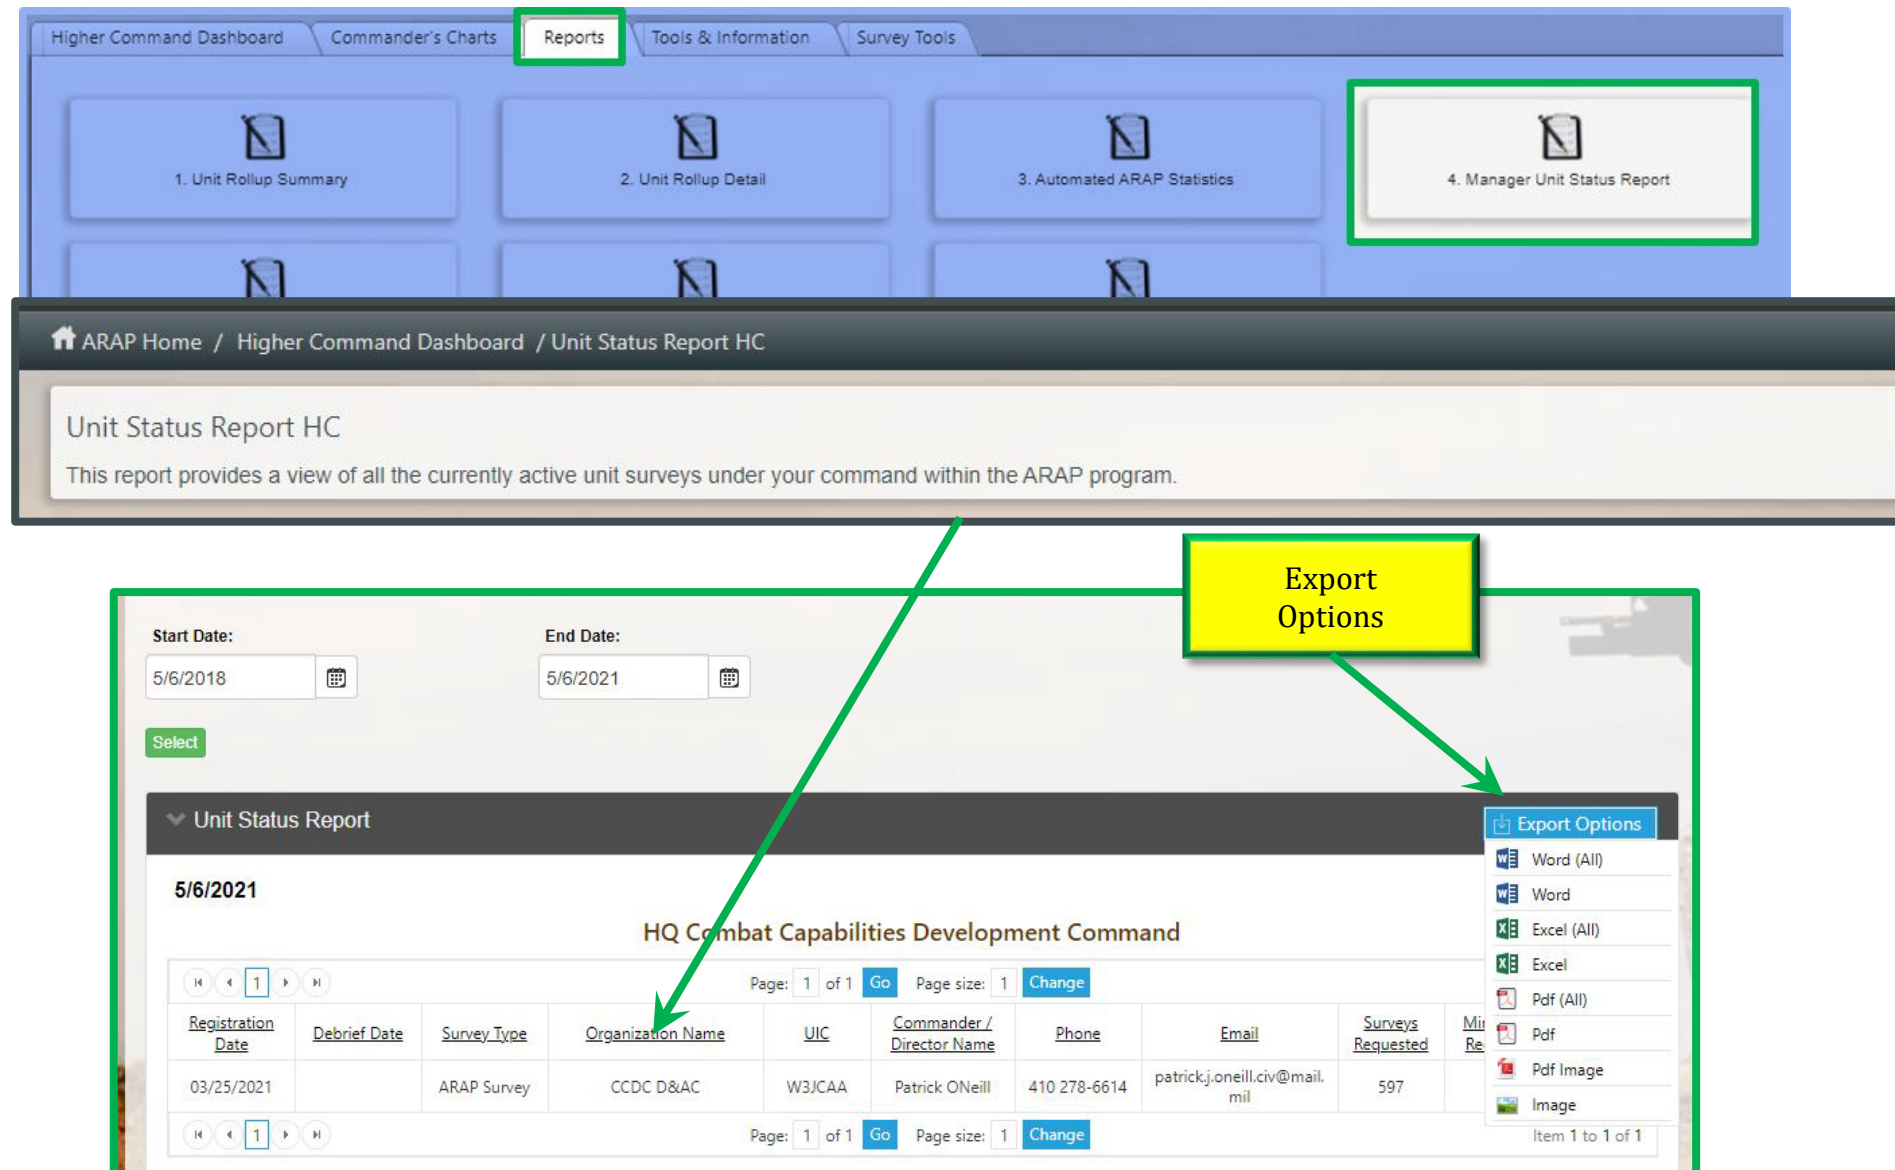 Higher Command Dashboard Commander's Charts Reports Tools & Information Survey Tools
1. Unit Rollup Summary
2. Unit Rollup Detail
3. Automated ARAP Statistics
4. Manager Unit Status Report
ARAP Home / Higher Command Dashboard / Unit Status Report HC
Unit Status Report HC
This report provides a view of all the currently active unit surveys under your command within the ARAP program.
Export
Options
Start Date: End Date:
5/6/2018 5/6/2021
Select
Unit Status Report
Export Options
Word (All)
Word
Excel (All)
Excel
Pdf (All)
Pdf
Pdf Image
Image
5/6/2021
HQ Combat Capabilities Development Command
1 Page: 1 of 1 Go Page size: 1 Change
Registration
Date
Debrief Date
Survey Type
Organization Name
UIC
Commander /
Director Name
Phone
Email
Surveys
Requested
03/25/2021
ARAP Survey
CCDC D&AC
W3JCAA
Patrick ONeill
410 278-6614
patrick.j.oneill.civ@mail.
mil
597
1 Page: 1 of 1 Go Page size: 1 Change Item 1 to 1 of 1